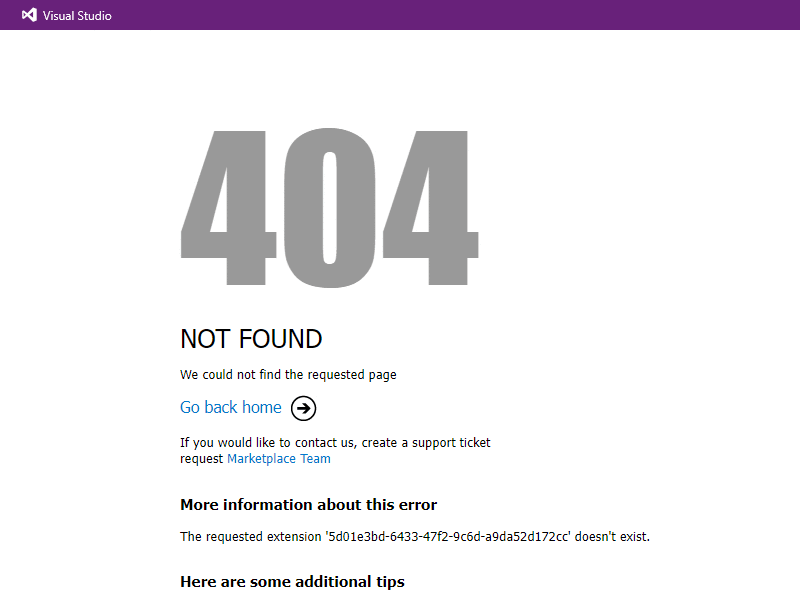 Visual Studio
404
NOT FOUND
We could not find the requested page
Go back home
If you would like to contact us, create a support ticket
request Marketplace Team
More information about this error
The requested extension '5d01e3bd-6433-47f2-9c6d-a9da52d172cc' doesn't exist.
Here are some additional tips